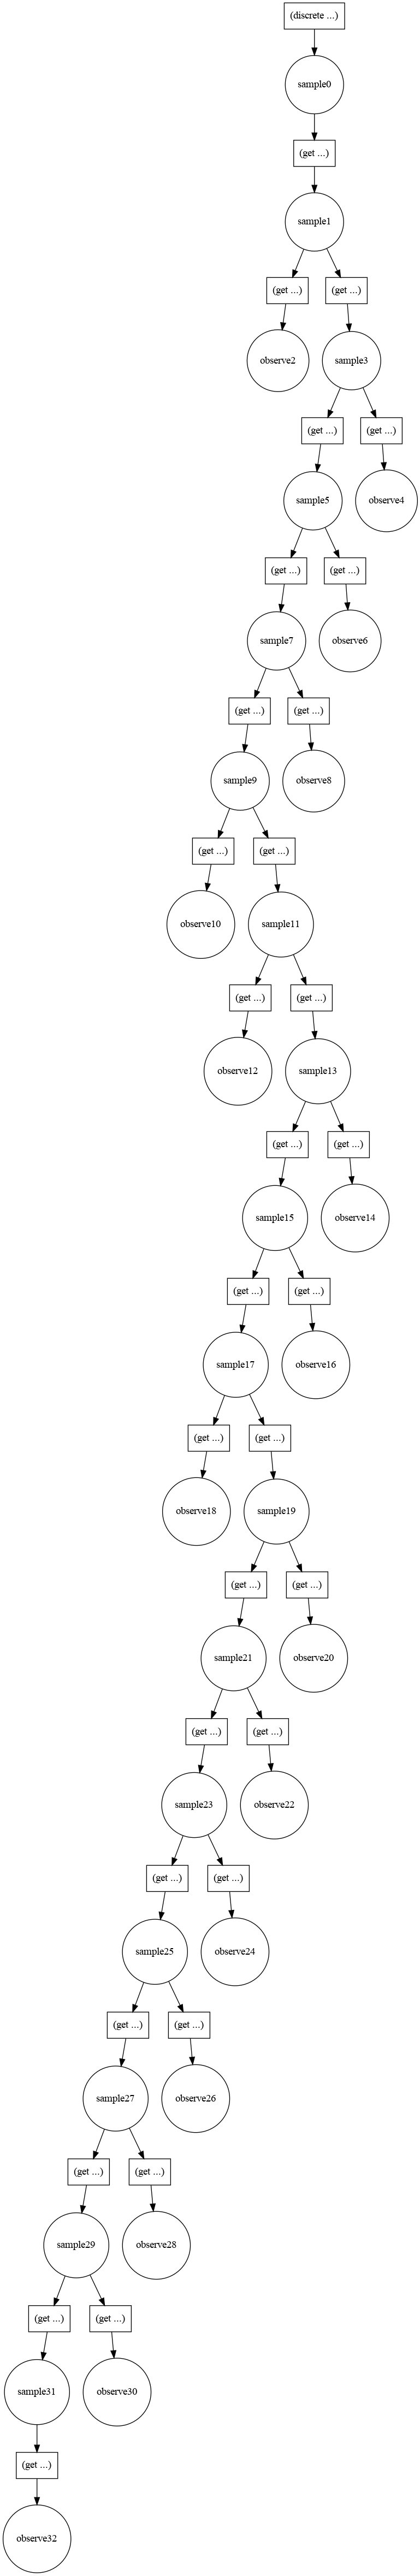 (discrete ...)
sample0
(get ...)
sample1
(get ...) (get ...)
observe2 sample3
(get ...) (get ...)
sample5 observe4
(get ...) (get ...)
sample7 observe6
(get ...) (get ...)
sample9 observe8
(get ...) (get ...)
observe10 sample11
(get ...) (get ...)
observe12 sample13
(get ...) (get ...)
sample15 observe14
(get ...) (get ...)
sample17 observe16
(get ...) (get ...)
observe18 sample19
(get ...) (get ...)
sample21 observe20
(get ...) (get ...)
sample23 observe22
(get ...) (get ...)
sample25 observe24
(get ...) (get ...)
sample27 observe26
(get ...) (get ...)
sample29 observe28
(get ...) (get ...)
sample31 observe30
(get ...)
observe32